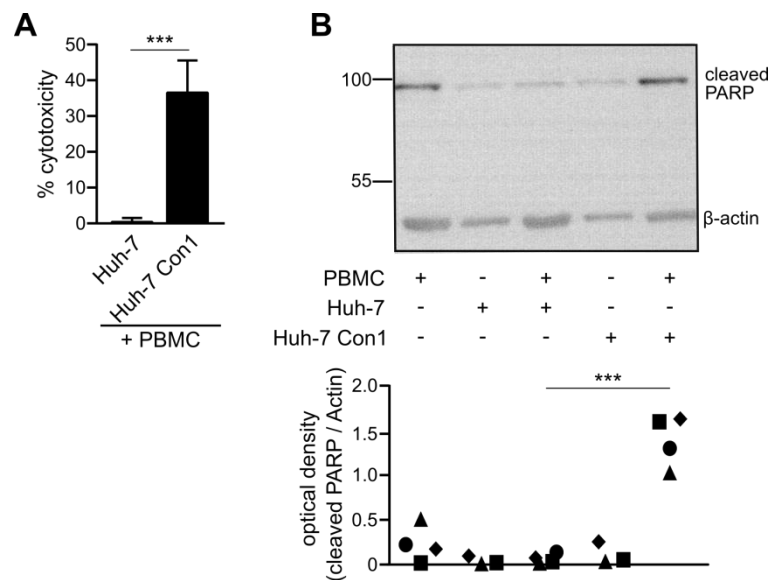 A
50
40
30
20
10
0
% cytotoxicity
***
Huh-7
Huh-7 Con1
+ PBMC
B
100
55
cleaved
PARP
β-actin
PBMC + - + - +
Huh-7 - + + - -
Huh-7 Con1 - - - + +
2.0
1.5
1.0
0.5
0
optical density
(cleaved PARP / Actin)
***